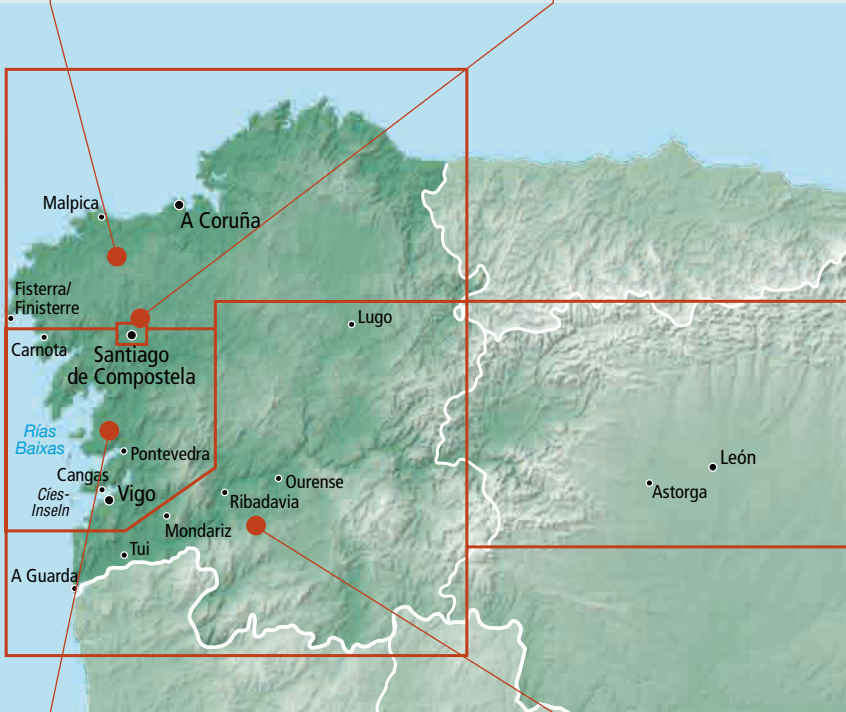 Malpica
A Coruña
Fisterra/
Finisterre
Lugo
Carnota
Santiago
de Compostela
Rías
Baixas
Pontevedra
León
Cangas
Ourense
Astorga
Cíes-
Inseln
Vigo
Ribadavia
Mondariz
Tui
A Guarda